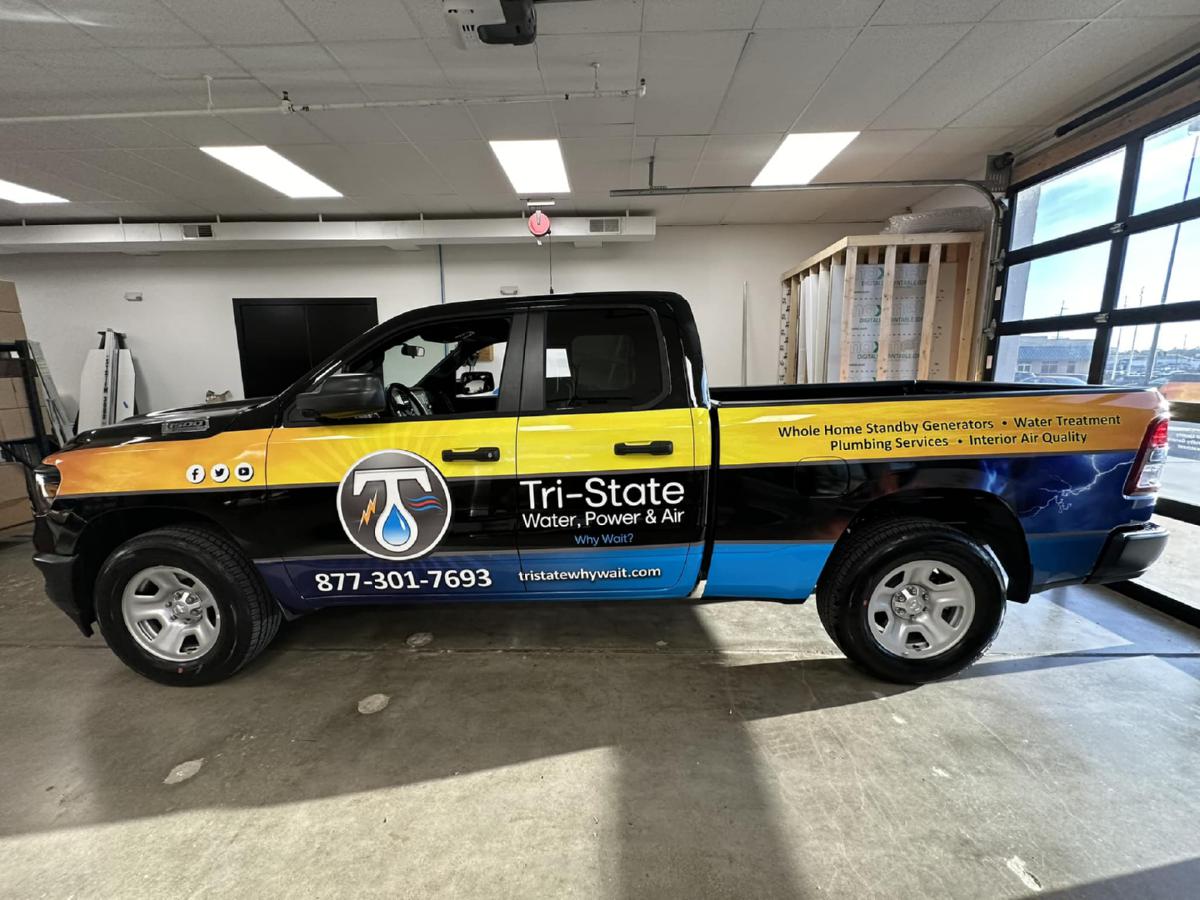 1500
Whole Home Standby Generators • Water Treatment
Plumbing Services • Interior Air Quality
T
Tri-State
Water, Power & Air
Why Wait?
877-301-7693
tristatewhywait.com